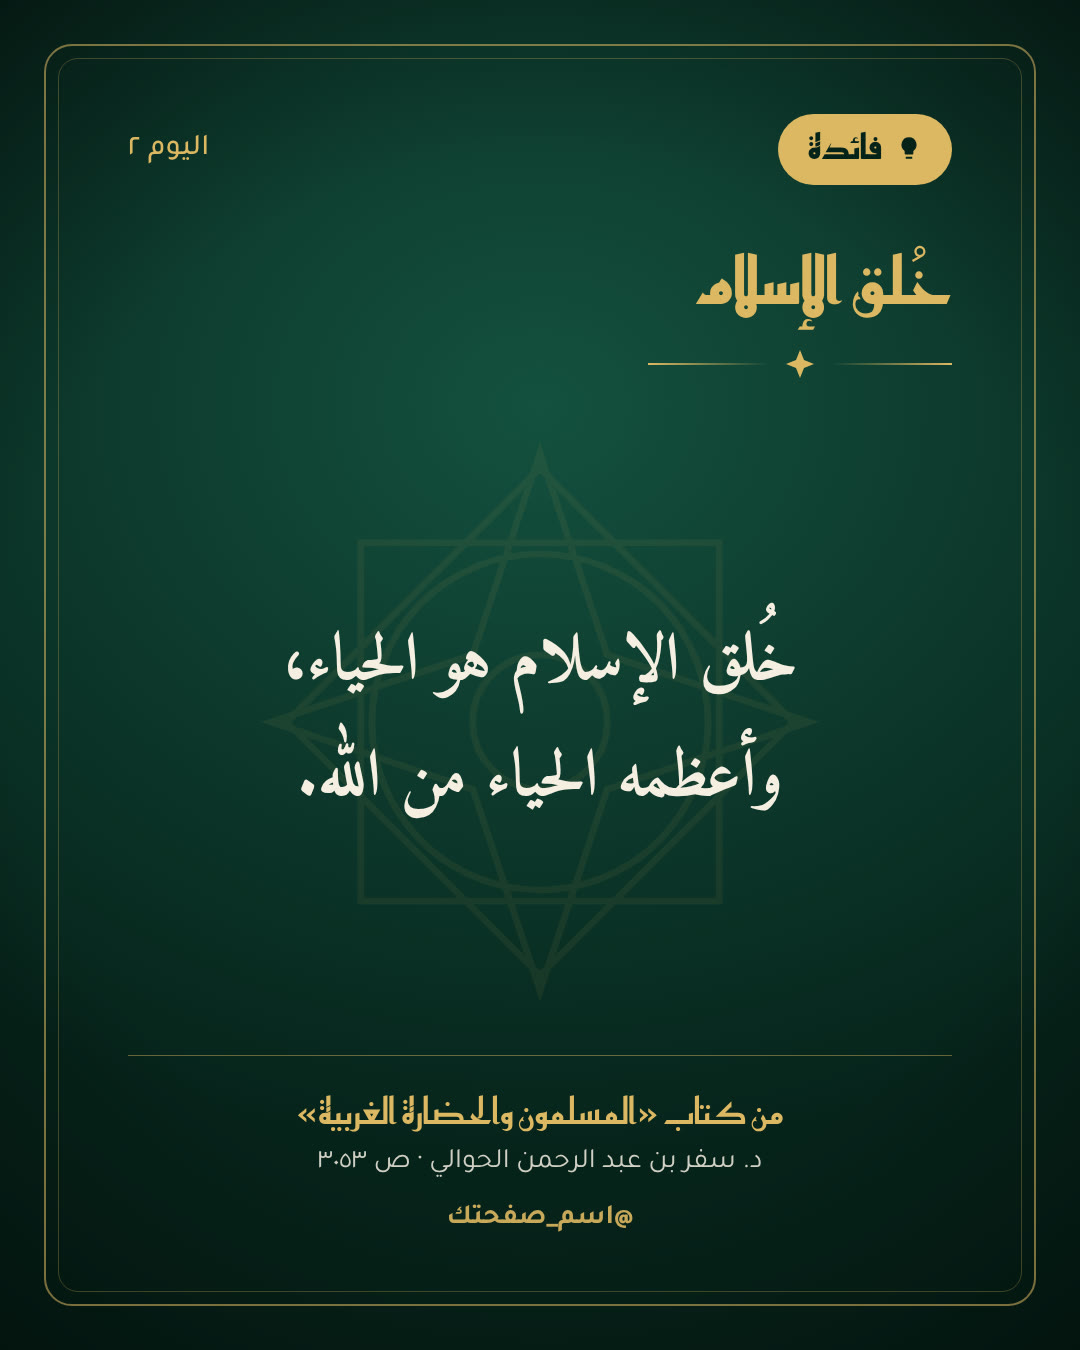 فائدة
اليوم ٢
خُلق الإسلام
خُلق الإسلام هو الحياء،
وأعظمه الحياء من الله.
من كتاب «المسلمون والحضارة الغربية»
د. سفر بن عبد الرحمن الحوالي · ص ٣٠٥٣
@اسم_صفحتك